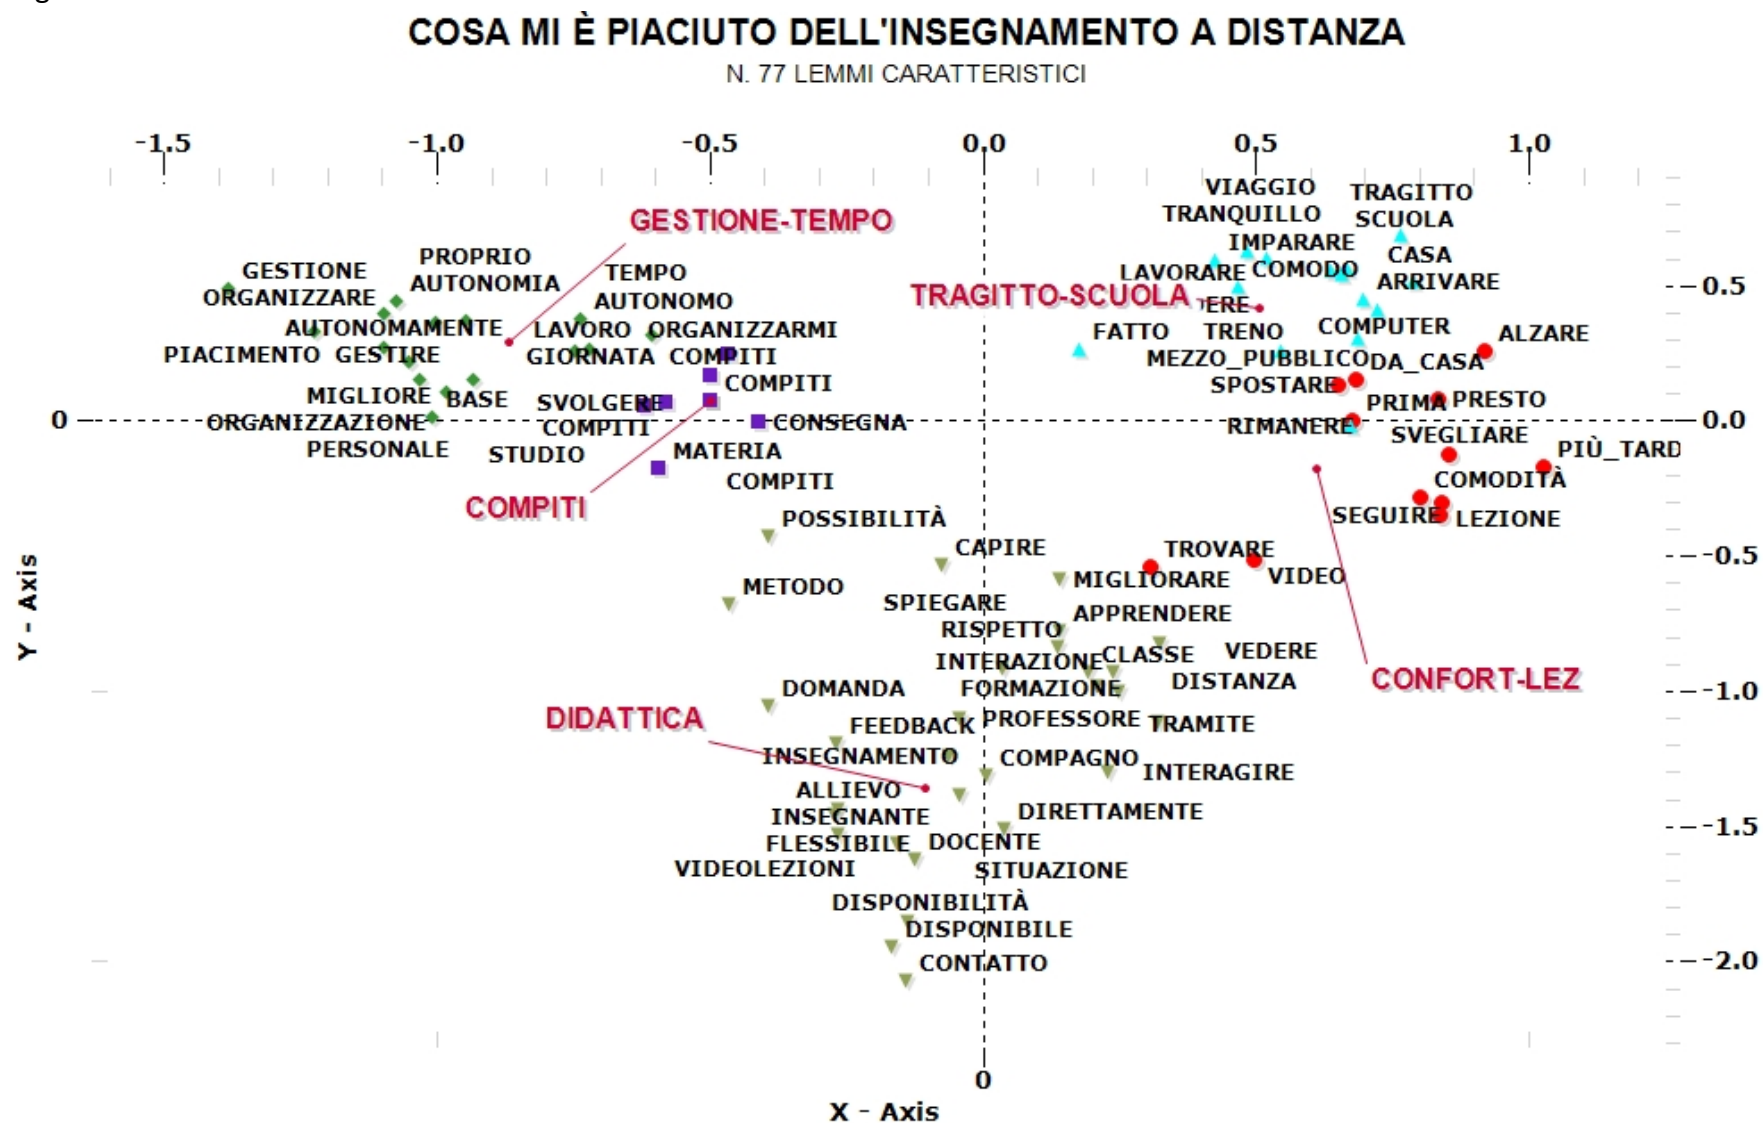 COSA MI È PIACIUTO DELL'INSEGNAMENTO A DISTANZA
N. 77 LEMMI CARATTERISTICI
-1.5 -1.0 -0.5 0.0 0.5 1.0
VIAGGIO TRAGITTO
TRANQUILLO SCUOLA
GESTIONE-TEMPO
IMPARARE
PROPRIO CASA
GESTIONE TEMPO LAVORARE COMODO
AUTONOMIA ARRIVARE
0.5
ORGANIZZARE AUTONOMO TRAGITTO-SCUOLA
ERE
AUTONOMAMENTE LAVORO ORGANIZZARMI FATTO TRENO COMPUTER ALZARE
PIACIMENTO GESTIRE GIORNATA COMPITI MEZZO_PUBBLICO DA_CASA
COMPITI SPOSTARE
MIGLIORE BASE SVOLGERE PRIMA PRESTO
0 0.0
ORGANIZZAZIONE COMPITI CONSEGNA RIMANERE
SVEGLIARE
PERSONALE STUDIO MATERIA PIÙ_TARD
COMPITI COMODITÀ
COMPITI
POSSIBILITÀ SEGUIRE LEZIONE
CAPIRE TROVARE
-0.5
METODO MIGLIORARE VIDEO
SPIEGARE APPRENDERE
RISPETTO
INTERAZIONE CLASSE VEDERE
CONFORT-LEZ
DOMANDA FORMAZIONE DISTANZA
-1.0
DIDATTICA
FEEDBACK PROFESSORE TRAMITE
INSEGNAMENTO COMPAGNO
INTERAGIRE
ALLIEVO
INSEGNANTE DIRETTAMENTE
-1.5
FLESSIBILE DOCENTE
VIDEOLEZIONI SITUAZIONE
DISPONIBILITÀ
DISPONIBILE
CONTATTO
-2.0
Y - Axis
0
X - Axis